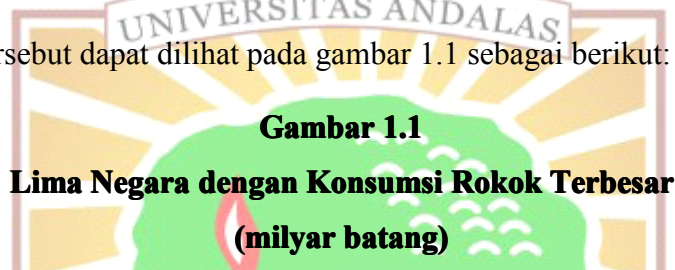 UNIVERSITAS ANDALAS
rsebut dapat dilihat pada gambar 1.1 sebagai berikut:
Gambar 1.1
Lima Negara dengan Konsumsi Rokok Terbesar
(milyar batang)